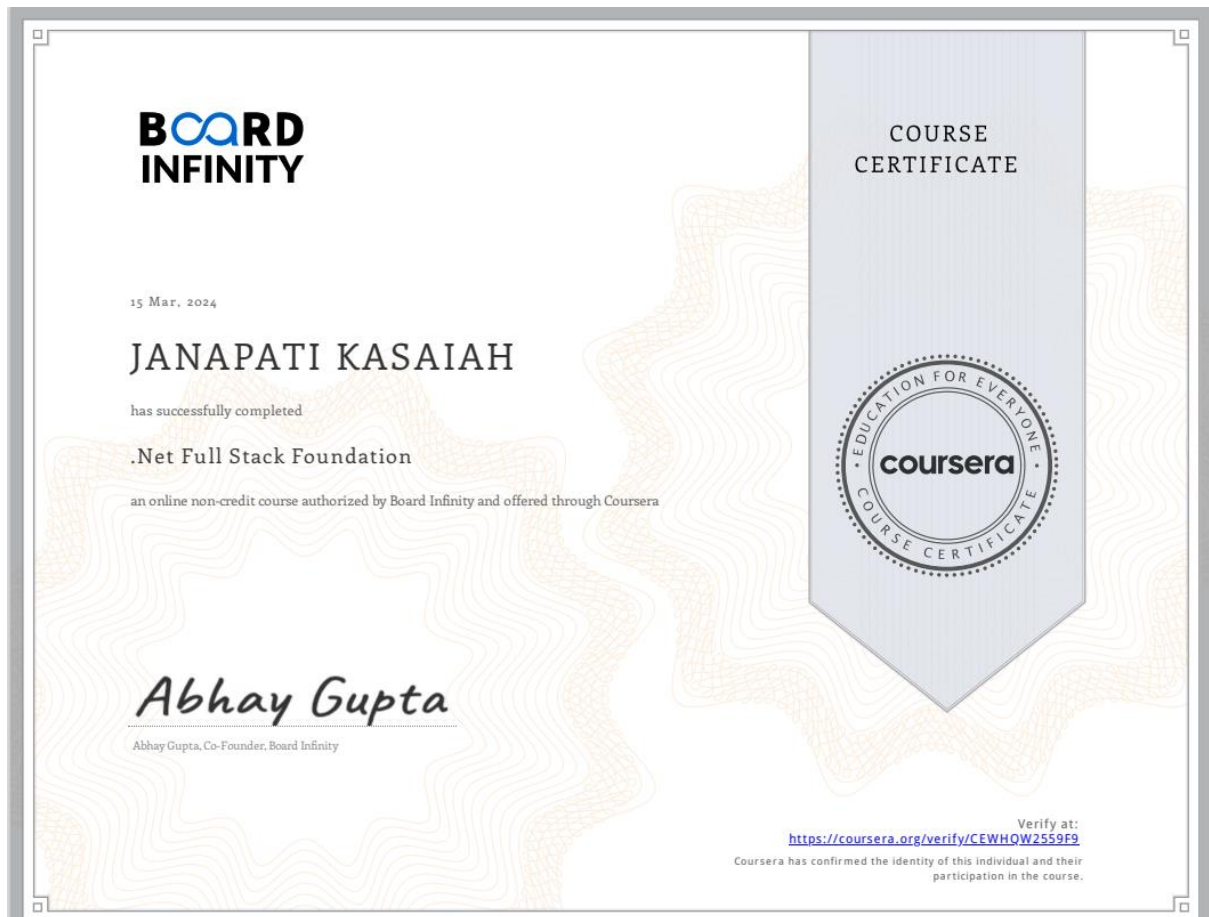 BOARD
INFINITY
COURSE
CERTIFICATE
15 Mar, 2024
JANAPATI KASAIAH
has successfully completed
.Net Full Stack Foundation
an online non-credit course authorized by Board Infinity and offered through Coursera
EDUCATION FOR EVERYONE
coursera
COURSE CERTIFICATE
Abhay Gupta
Abhay Gupta, Co-Founder, Board Infinity
Verify at:
https://coursera.org/verify/CEWHQW2559F9
Coursera has confirmed the identity of this individual and their
participation in the course.